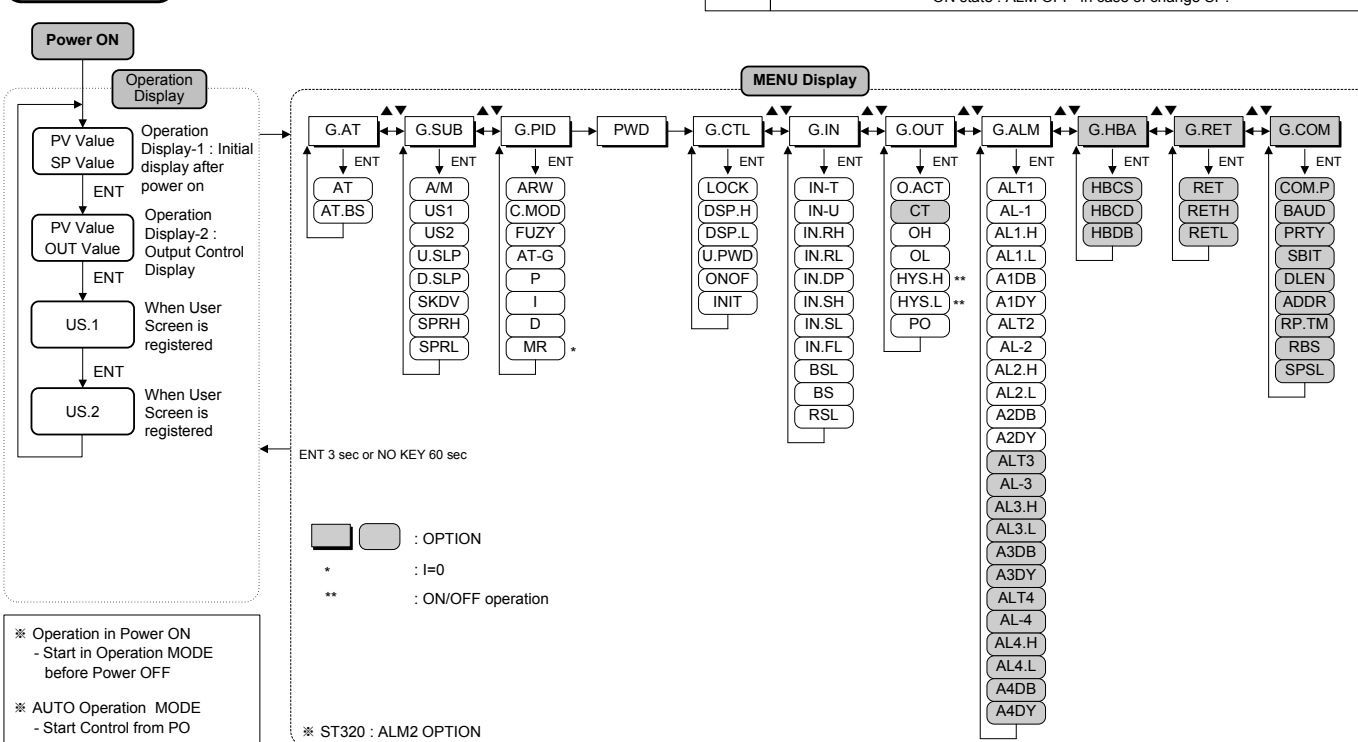 ON state : ALM OFF in case of change SP.
Power ON
Operation
Display
PV Value
SP Value
Operation
Display-1 : Initial
display after
power on
ENT
PV Value
OUT Value
Operation
Display-2 :
Output Control
Display
ENT
US.1
When User
Screen is
registered
ENT
US.2
When User
Screen is
registered
※ Operation in Power ON
- Start in Operation MODE
before Power OFF
※ AUTO Operation MODE
- Start Control from PO
MENU Display
▲▼ ▲▼ ▲▼ ▲▼ ▲▼ ▲▼ ▲▼ ▲▼
G.AT G.SUB G.PID PWD G.CTL G.IN G.OUT G.ALM G.HBA G.RET G.COM
ENT ENT ENT ENT ENT ENT ENT ENT ENT ENT
AT
AT.BS
A/M
US1
US2
U.SLP
D.SLP
SKDV
SPRH
SPRL
ARW
C.MOD
FUZY
AT-G
P
I
D
MR *
LOCK
DSP.H
DSP.L
U.PWD
ONOF
INIT
IN-T
IN-U
IN.RH
IN.RL
IN.DP
IN.SH
IN.SL
IN.FL
BSL
BS
RSL
O.ACT
CT
OH
OL
HYS.H **
HYS.L **
PO
ALT1
AL-1
AL1.H
AL1.L
A1DB
A1DY
ALT2
AL-2
AL2.H
AL2.L
A2DB
A2DY
ALT3
AL-3
AL3.H
AL3.L
A3DB
A3DY
ALT4
AL-4
AL4.H
AL4.L
A4DB
A4DY
HBCS
HBCD
HBDB
RET
RETH
RETL
COM.P
BAUD
PRTY
SBIT
DLEN
ADDR
RP.TM
RBS
SPSL
ENT 3 sec or NO KEY 60 sec
: OPTION
* : I=0
** : ON/OFF operation
※ ST320 : ALM2 OPTION